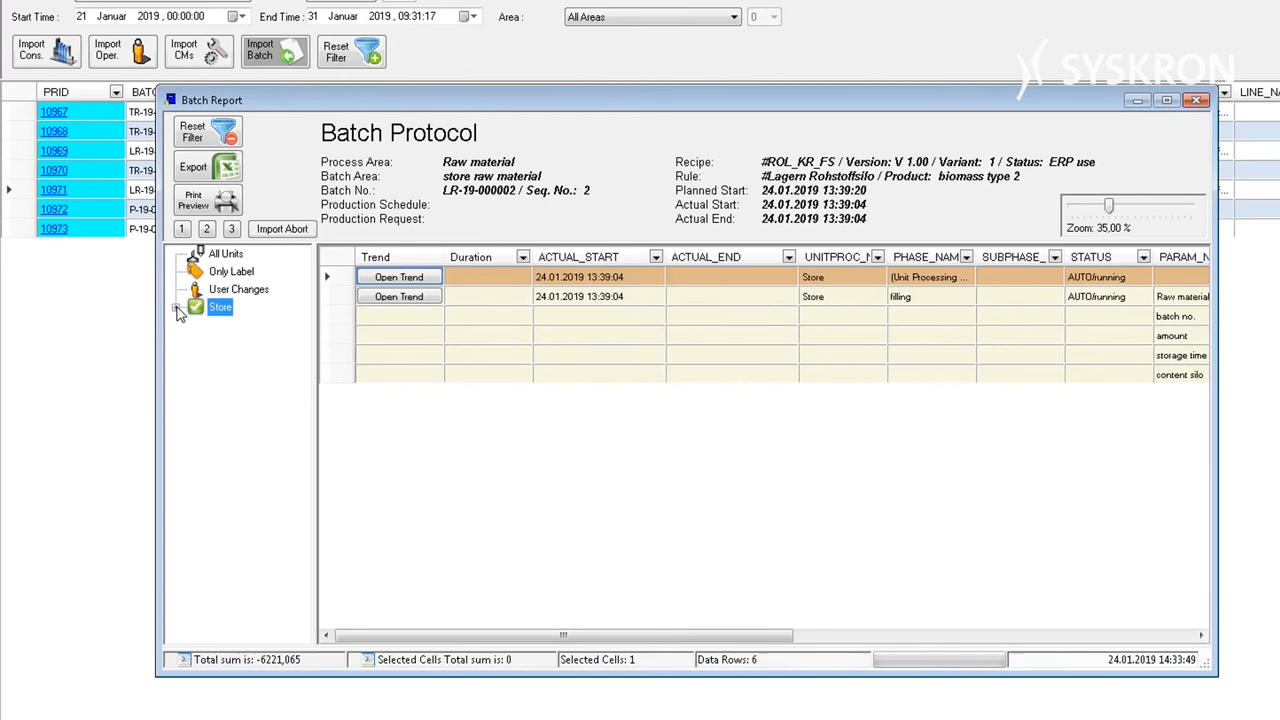 Start Time : 21 Januar 2019 , 00:00:00 End Time : 31 Januar 2019 , 09:31:17 Area : All Areas 0
Import Cons. Import Oper. Import CMs Import Batch Reset Filter
SYSKRON
PRID BATC LINE_NA
10967 TR-19-
10968 TR-19-
10969 LR-19-
10970 TR-19-
10971 LR-19-
10972 P-19-0
10973 P-19-0
Batch Report
Reset Filter
Export
Print Preview
1 2 3 Import Abort
Batch Protocol
Process Area: Raw material
Batch Area: store raw material
Batch No.: LR-19-000002 / Seq. No.: 2
Production Schedule:
Production Request:
Recipe: #ROL_KR_FS / Version: V 1.00 / Variant: 1 / Status: ERP use
Rule: #Lagern Rohstoffsilo / Product: biomass type 2
Planned Start: 24.01.2019 13:39:20
Actual Start: 24.01.2019 13:39:04
Actual End: 24.01.2019 13:39:04
Zoom: 35,00 %
All Units
Only Label
User Changes
Store
Trend Duration ACTUAL_START ACTUAL_END UNITPROC_N PHASE_NAM SUBPHASE_ STATUS PARAM_N
Open Trend 24.01.2019 13:39:04 Store (Unit Processing ... AUTO/running
Open Trend 24.01.2019 13:39:04 Store filling AUTO/running Raw material
batch no.
amount
storage time
content silo
Total sum is: -6221,065 Selected Cells Total sum is: 0 Selected Cells: 1 Data Rows: 6 24.01.2019 14:33:49